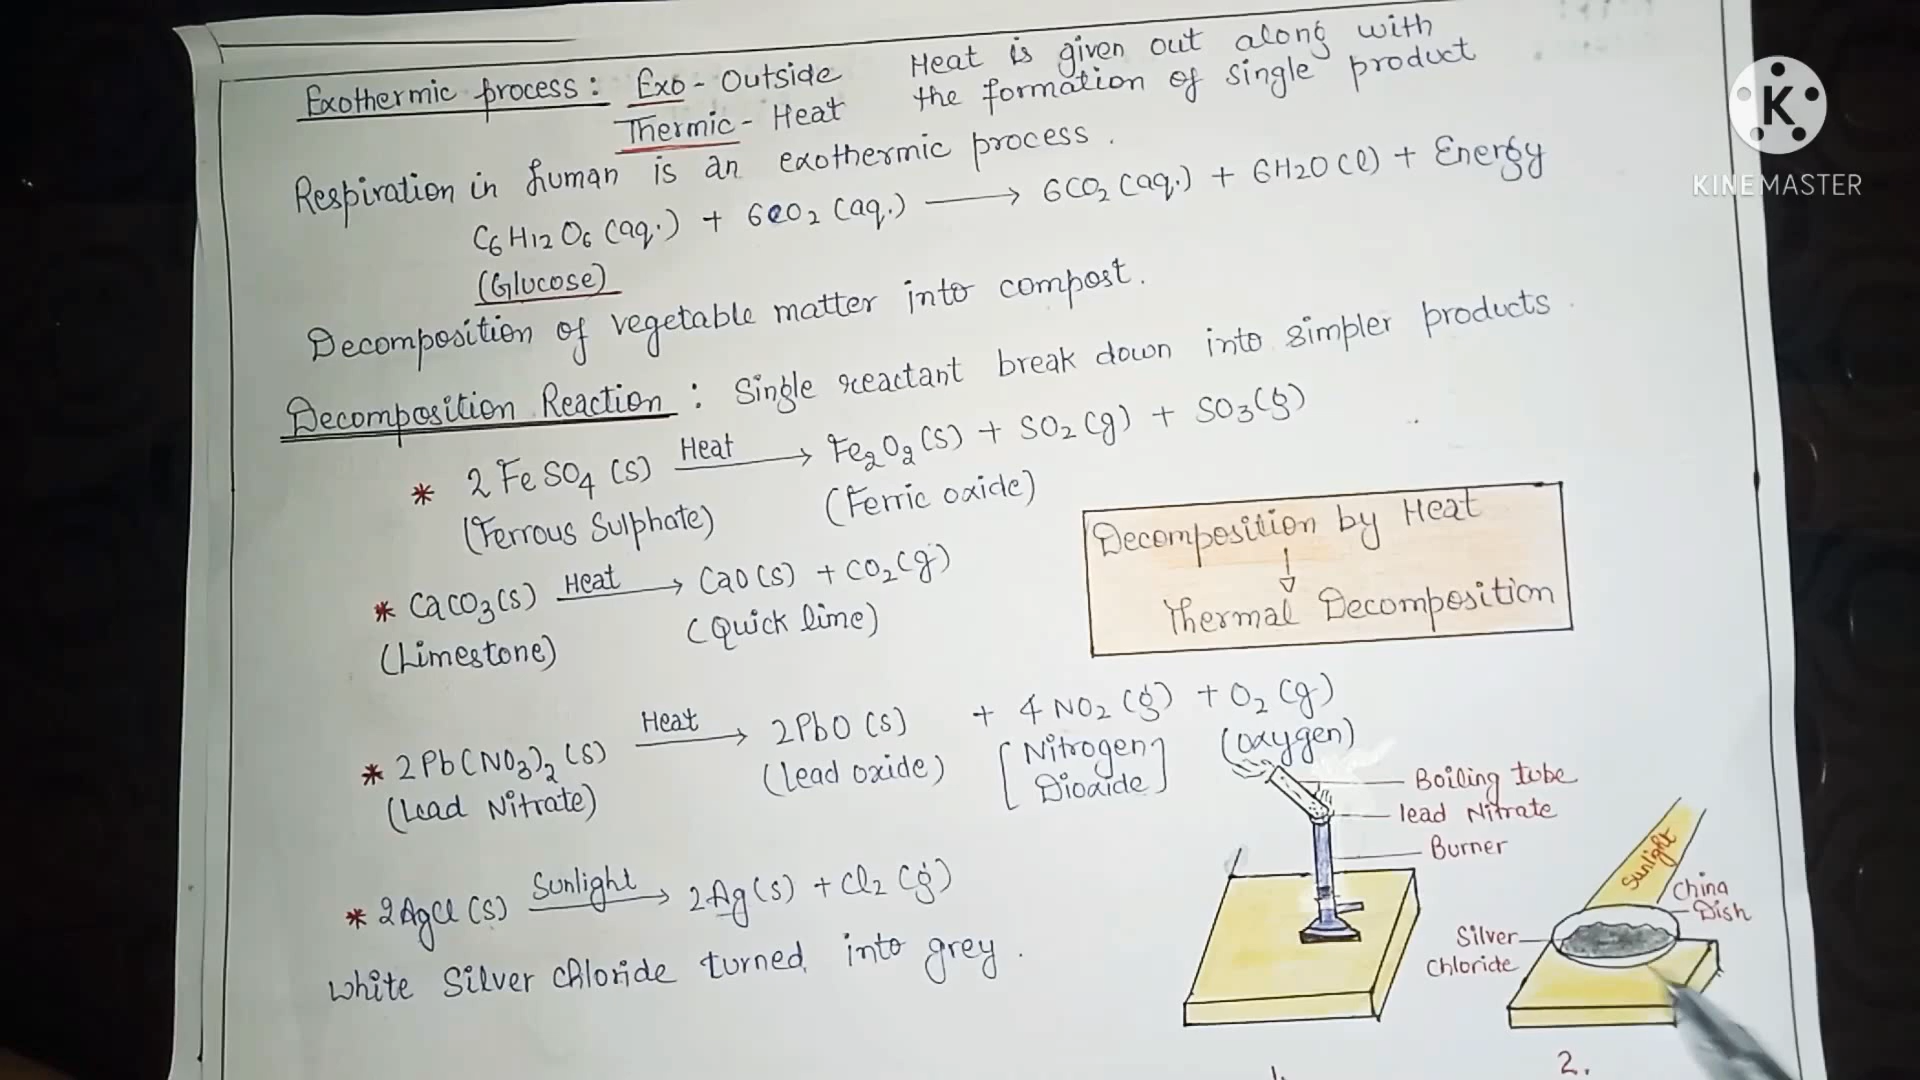 Exothermic process: Exo - Outside
Thermic - Heat
Heat is given out along with
the formation of single product
Respiration in human is an exothermic process.
C6H12O6 (aq.) + 6CO2 (aq.) ⟶ 6CO2 (aq.) + 6H2O (l) + Energy
(Glucose)
Decomposition of vegetable matter into compost.
Decomposition Reaction : Single reactant break down into simpler products.
* 2FeSO4 (s) Heat ⟶ Fe2O2(s) + SO2(g) + SO3(g)
(Ferrous Sulphate) (Ferric oxide)
Decomposition by Heat
↓
Thermal Decomposition
* CaCO3(s) Heat ⟶ CaO(s) + CO2(g)
(Limestone) (Quick lime)
* 2Pb(NO3)2 (s) Heat ⟶ 2PbO (s) + 4NO2 (g) + O2 (g)
(Lead Nitrate) (Lead oxide) [Nitrogen Dioxide] (Oxygen)
Boiling tube
lead Nitrate
Burner
* 2AgCl (s) Sunlight ⟶ 2Ag(s) + Cl2 (g)
White Silver Chloride turned into grey.
Sunlight
China
Dish
Silver
Chloride
1.
2.
K
KINEMASTER